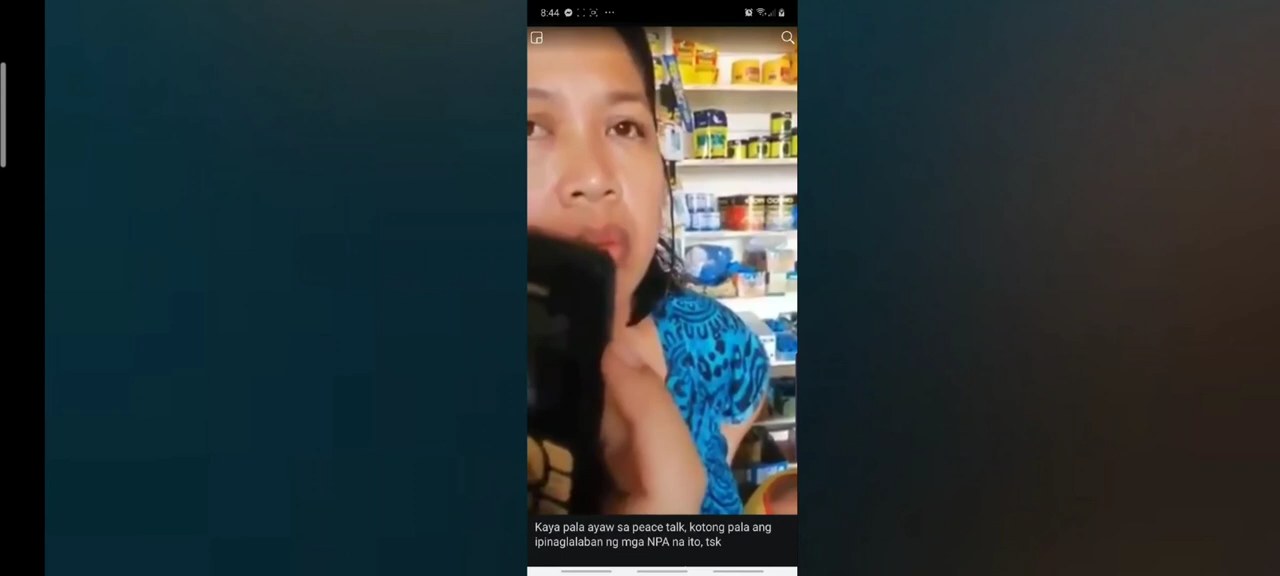 8:44
Kaya pala ayaw sa peace talk, kotong pala ang
ipinaglalaban ng mga NPA na ito, tsk